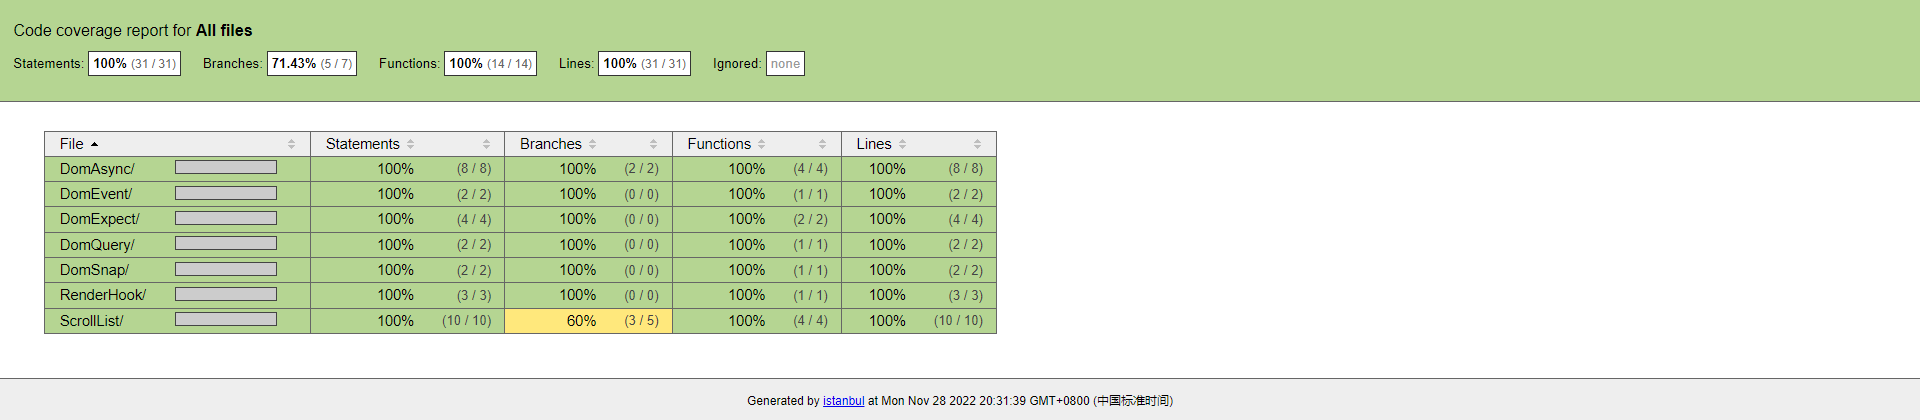 Code coverage report for All files
Statements: 100% (31 / 31) Branches: 71.43% (5 / 7) Functions: 100% (14 / 14) Lines: 100% (31 / 31) Ignored: none
File Statements Branches Functions Lines
DomAsync/ 100% (8 / 8) 100% (2 / 2) 100% (4 / 4) 100% (8 / 8)
DomEvent/ 100% (2 / 2) 100% (0 / 0) 100% (1 / 1) 100% (2 / 2)
DomExpect/ 100% (4 / 4) 100% (0 / 0) 100% (2 / 2) 100% (4 / 4)
DomQuery/ 100% (2 / 2) 100% (0 / 0) 100% (1 / 1) 100% (2 / 2)
DomSnap/ 100% (2 / 2) 100% (0 / 0) 100% (1 / 1) 100% (2 / 2)
RenderHook/ 100% (3 / 3) 100% (0 / 0) 100% (1 / 1) 100% (3 / 3)
ScrollList/ 100% (10 / 10) 60% (3 / 5) 100% (4 / 4) 100% (10 / 10)
Generated by istanbul at Mon Nov 28 2022 20:31:39 GMT+0800 (中国标准时间)